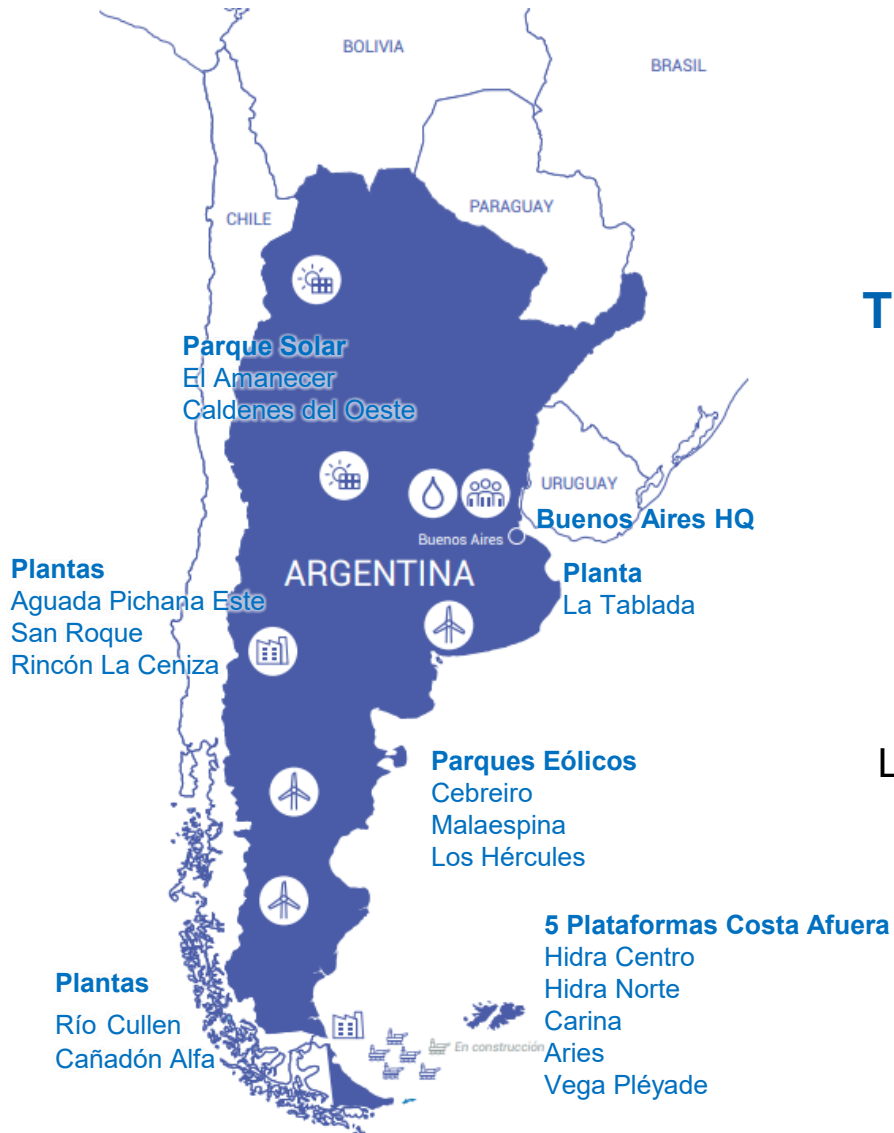 BOLIVIA
BRASIL
PARAGUAY
CHILE
T
Parque Solar
El Amanecer
Caldenes del Oeste
URUGUAY
Buenos Aires HQ
Buenos Aires
ARGENTINA
Plantas
Aguada Pichana Este
San Roque
Rincón La Ceniza
Planta
La Tablada
Parques Eólicos
Cebreiro
Malaespina
Los Hércules
L
5 Plataformas Costa Afuera
Hidra Centro
Hidra Norte
Carina
Aries
Vega Pléyade
En construcción
Plantas
Río Cullen
Cañadón Alfa